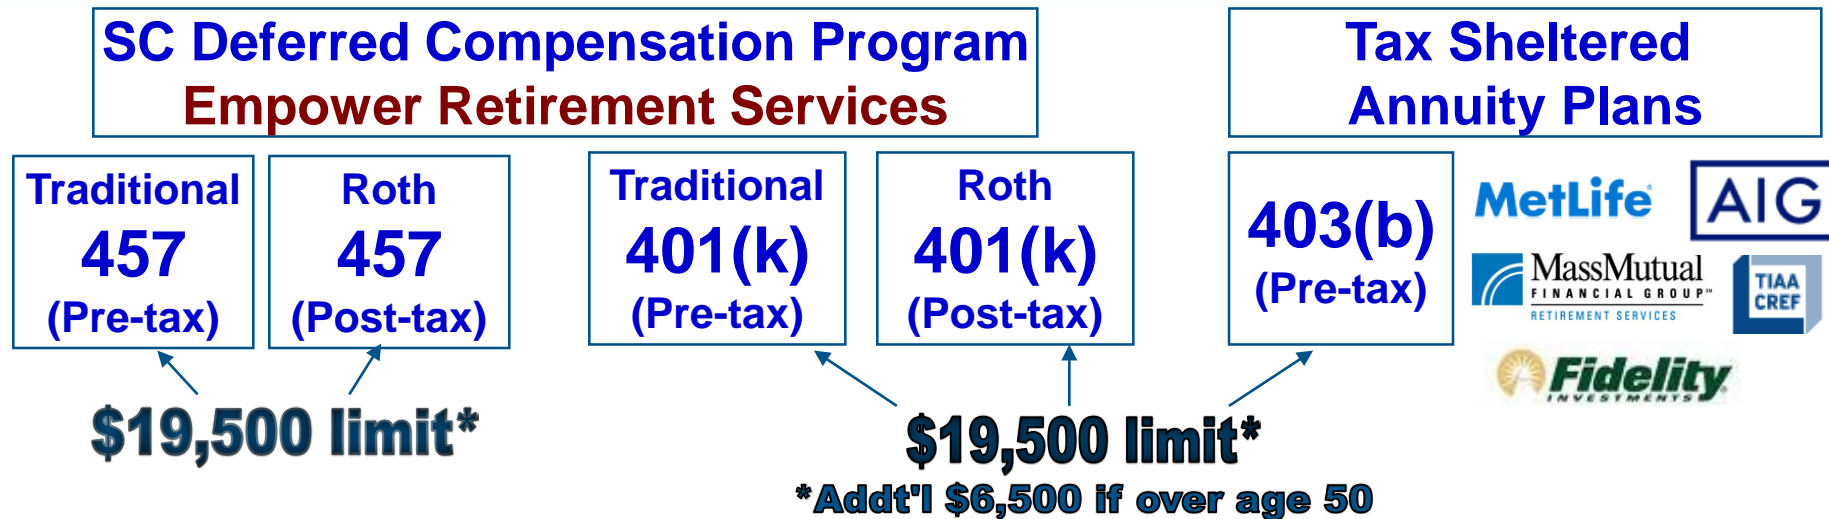 SC Deferred Compensation Program
Empower Retirement Services
Tax Sheltered
Annuity Plans
Traditional
457
(Pre-tax)
Roth
457
(Post-tax)
Traditional
401(k)
(Pre-tax)
Roth
401(k)
(Post-tax)
403(b)
(Pre-tax)
MetLife
AIG
MassMutual
FINANCIAL GROUP℠
RETIREMENT SERVICES
TIAA
CREF
Fidelity
INVESTMENTS
$19,500 limit*
$19,500 limit*
*Addt'l $6,500 if over age 50